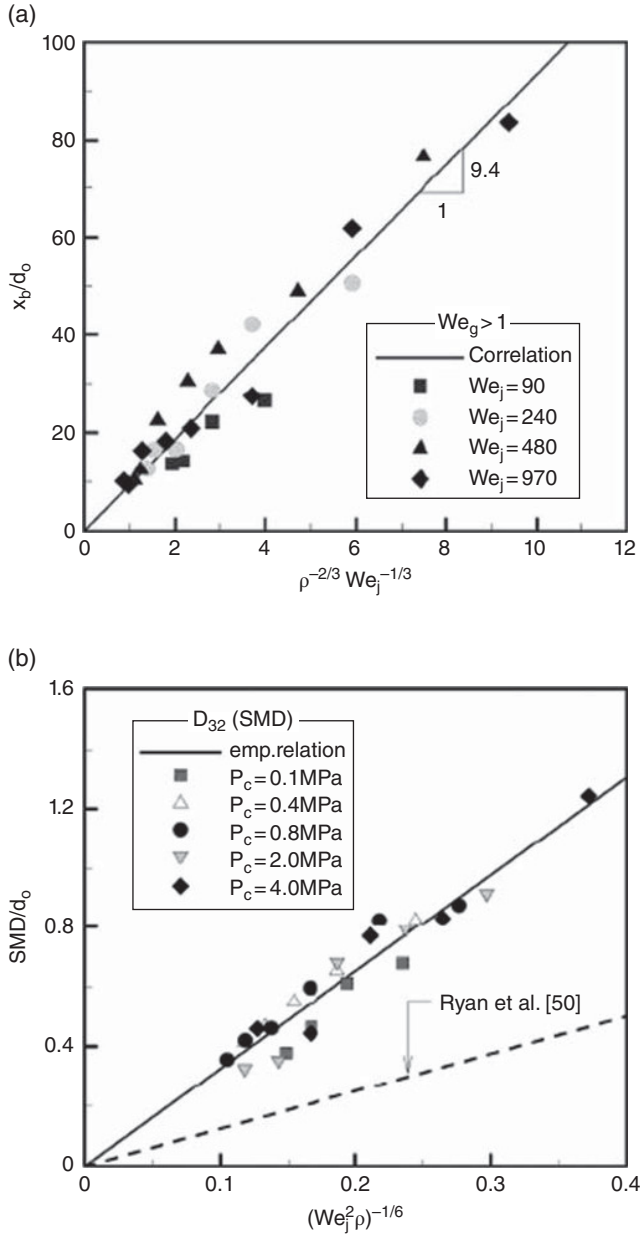 (a)
100
80
60
40
20
0
x_b/d_o
9.4
1
We_g > 1
Correlation
We_j = 90
We_j = 240
We_j = 480
We_j = 970
0 2 4 6 8 10 12
ρ^{-2/3} We_j^{-1/3}
(b)
1.6
1.2
0.8
0.4
0
SMD/d_o
D_{32} (SMD)
emp.relation
P_c = 0.1MPa
P_c = 0.4MPa
P_c = 0.8MPa
P_c = 2.0MPa
P_c = 4.0MPa
Ryan et al. [50]
0 0.1 0.2 0.3 0.4
(We_j^2 ρ)^{-1/6}